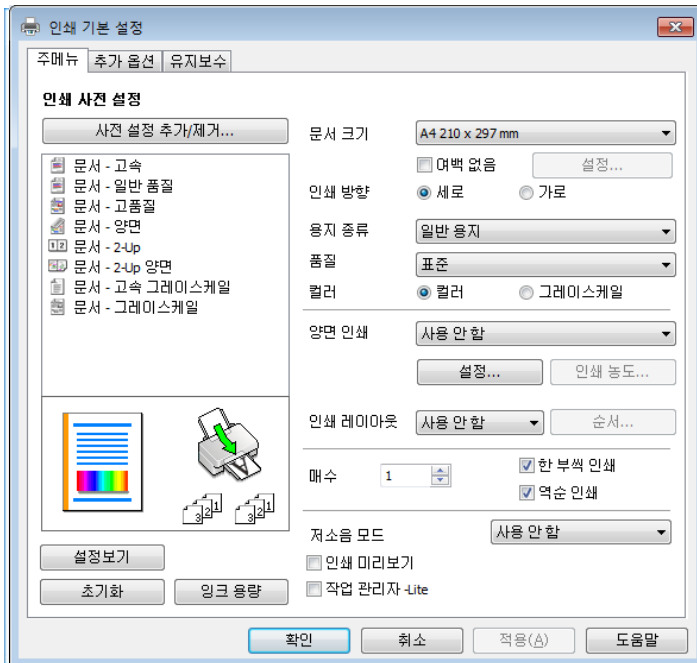 인쇄 기본 설정
주메뉴 추가 옵션 유지보수
인쇄 사전 설정
사전 설정 추가/제거...
문서 - 고속
문서 - 일반 품질
문서 - 고품질
문서 - 양면
문서 - 2-Up
문서 - 2-Up 양면
문서 - 고속 그레이스케일
문서 - 그레이스케일
설정보기
초기화 잉크 용량
문서 크기 A4 210 x 297 mm
여백 없음 설정...
인쇄 방향 세로 가로
용지 종류 일반 용지
품질 표준
컬러 컬러 그레이스케일
양면 인쇄 사용 안 함
설정... 인쇄 농도...
인쇄 레이아웃 사용 안 함 순서...
매수 1 한 부씩 인쇄
역순 인쇄
저소음 모드 사용 안 함
인쇄 미리보기
작업 관리자 -Lite
확인 취소 적용(A) 도움말
1 2
3 2 1 3 2 1